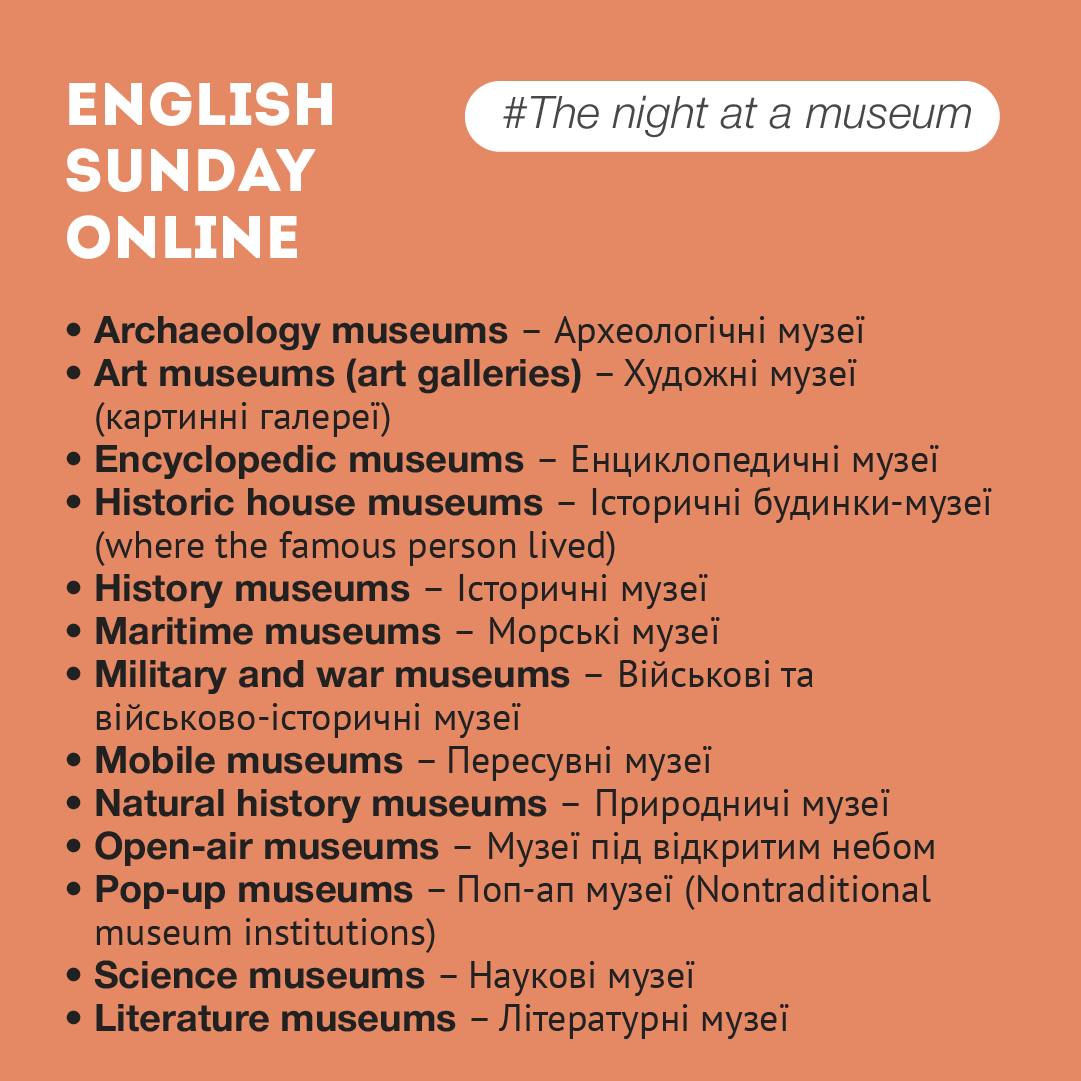 ENGLISH
SUNDAY
ONLINE
#The night at a museum
• Archaeology museums – Археологічні музеї
• Art museums (art galleries) – Художні музеї
(картинні галереї)
• Encyclopedic museums – Енциклопедичні музеї
• Historic house museums – Історичні будинки-музеї
(where the famous person lived)
• History museums – Історичні музеї
• Maritime museums – Морські музеї
• Military and war museums – Військові та
військово-історичні музеї
• Mobile museums – Пересувні музеї
• Natural history museums – Природничі музеї
• Open-air museums – Музеї під відкритим небом
• Pop-up museums – Поп-ап музеї (Nontraditional
museum institutions)
• Science museums – Наукові музеї
• Literature museums – Літературні музеї